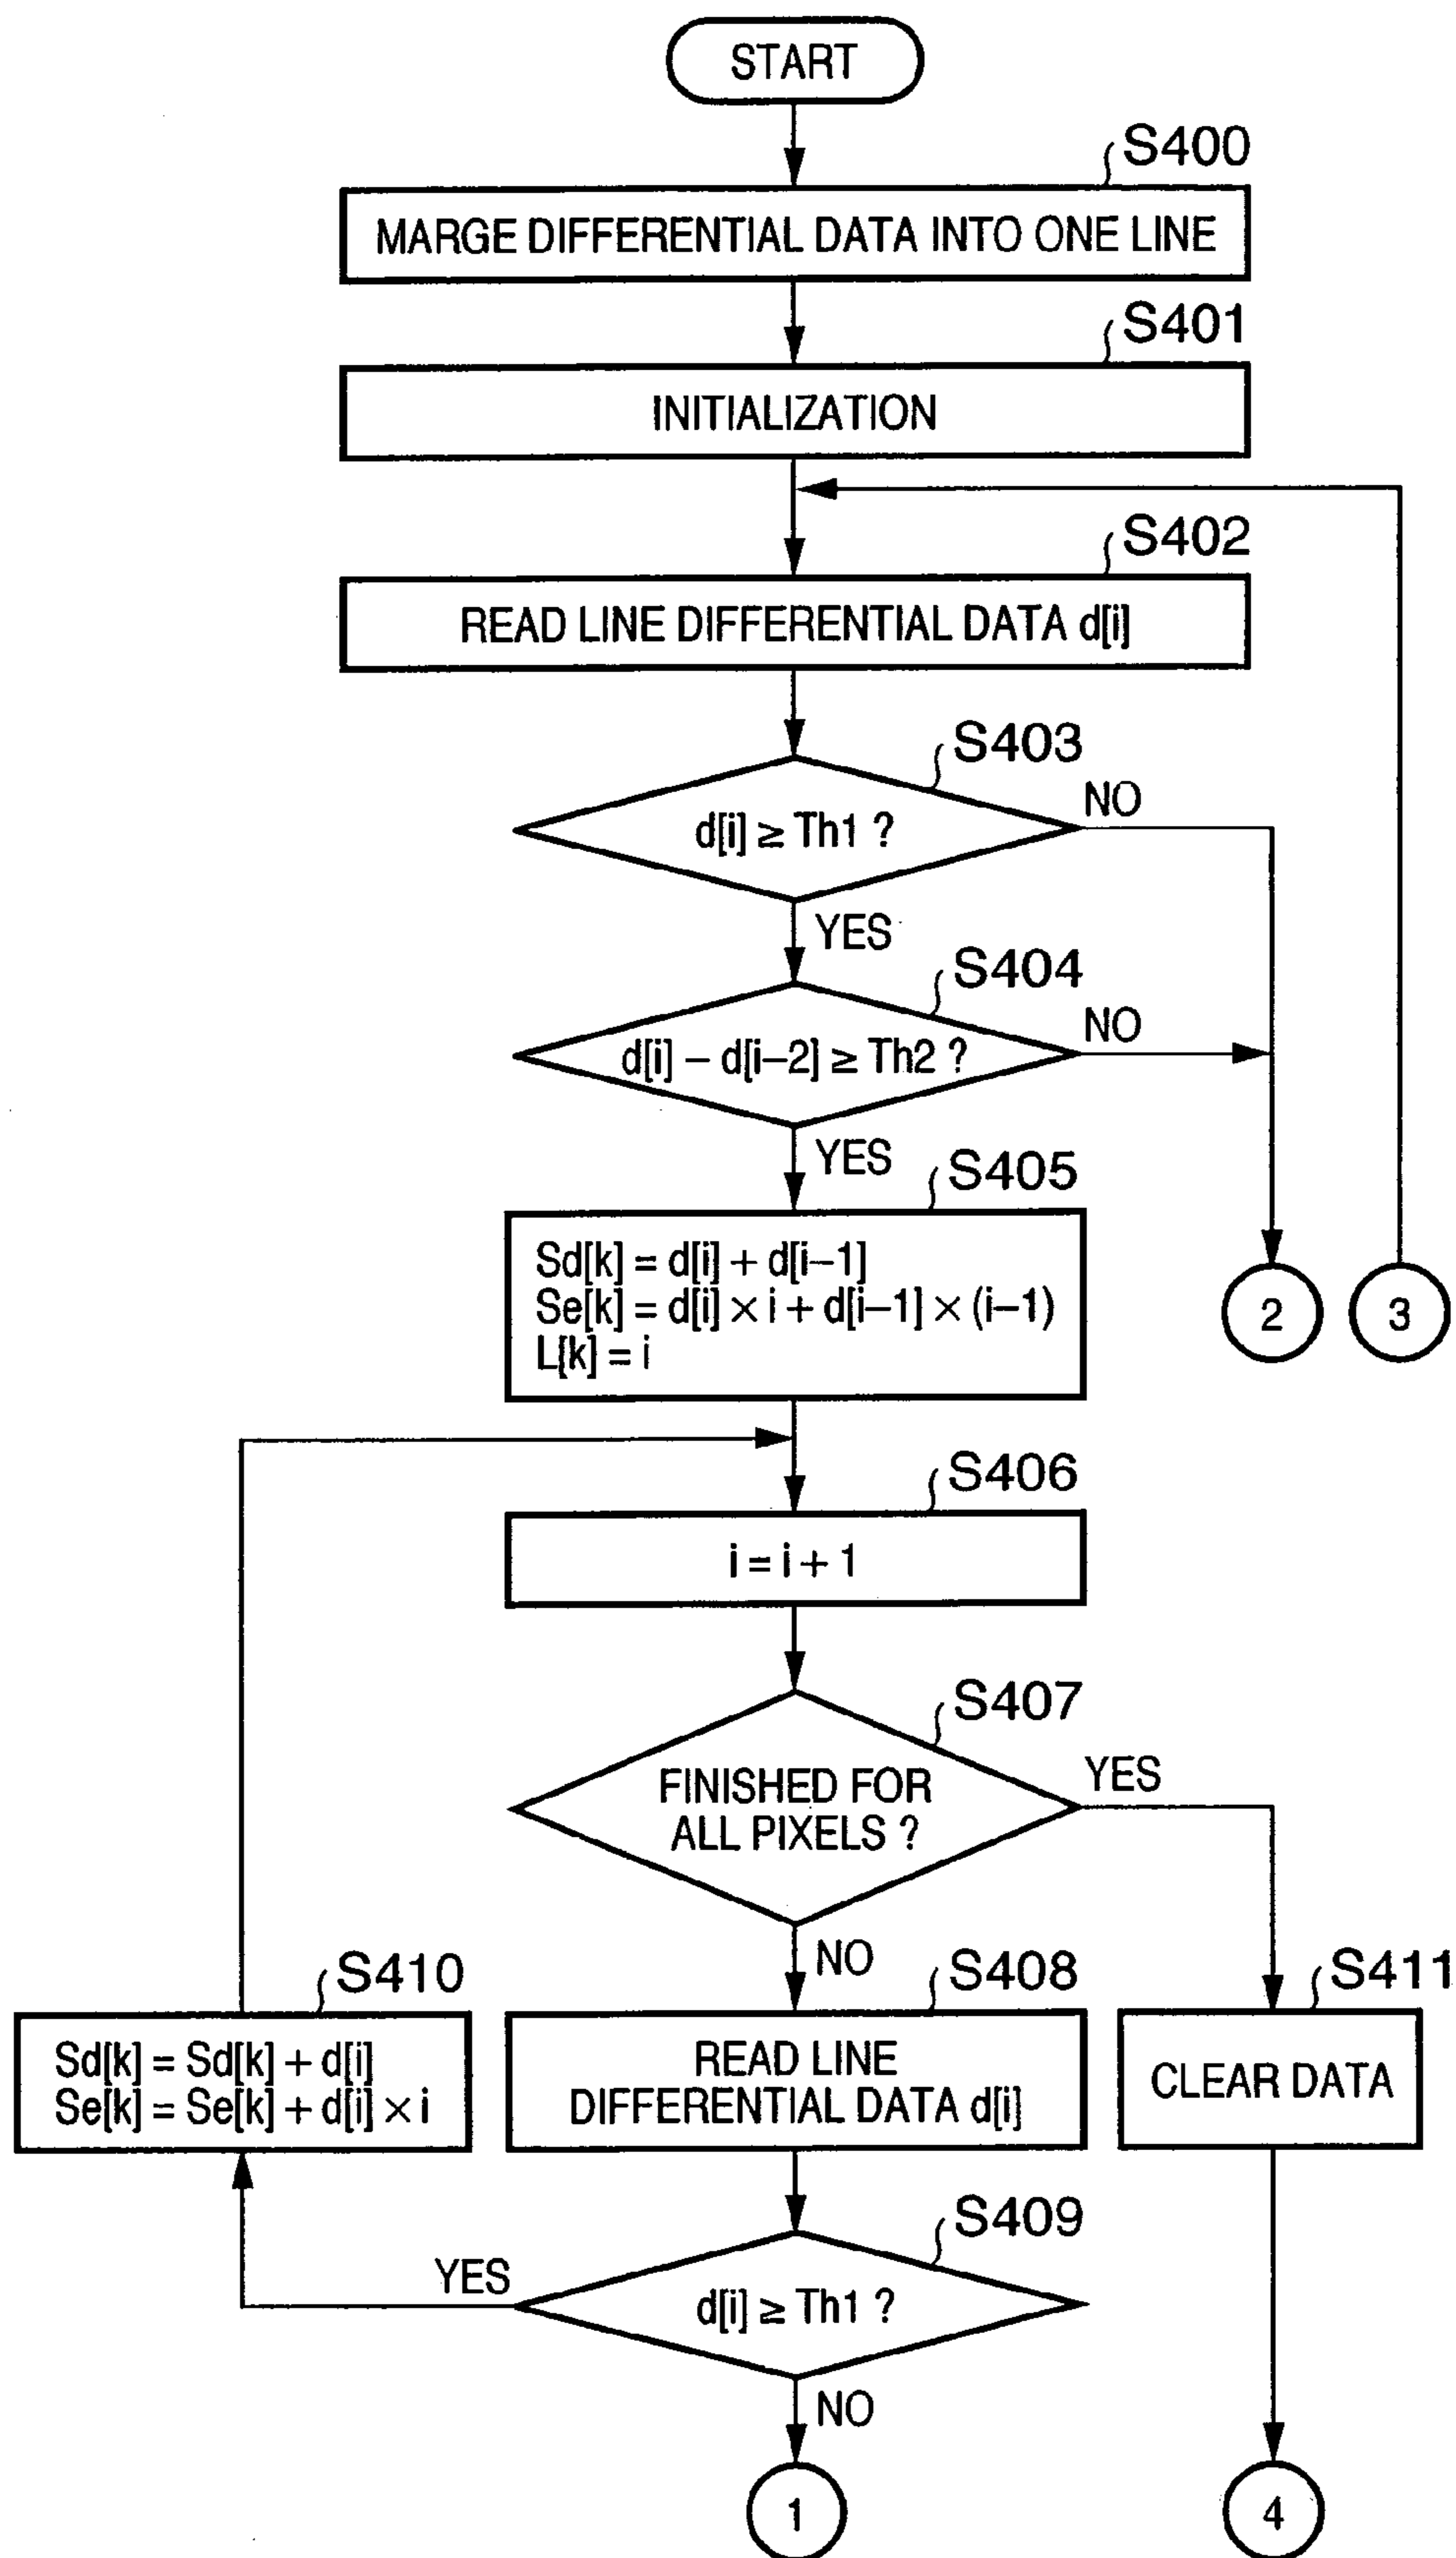 START
S400
MARGE DIFFERENTIAL DATA INTO ONE LINE
S401
INITIALIZATION
S402
READ LINE DIFFERENTIAL DATA d[i]
S403
d[i] ≥ Th1 ?
NO
YES
S404
d[i] – d[i–2] ≥ Th2 ?
NO
YES
S405
Sd[k] = d[i] + d[i–1]
Se[k] = d[i] × i + d[i–1] × (i–1)
L[k] = i
2
3
S406
i = i + 1
S407
FINISHED FOR
ALL PIXELS ?
YES
NO
S410
Sd[k] = Sd[k] + d[i]
Se[k] = Se[k] + d[i] × i
S408
READ LINE
DIFFERENTIAL DATA d[i]
S411
CLEAR DATA
S409
d[i] ≥ Th1 ?
YES
NO
1
4